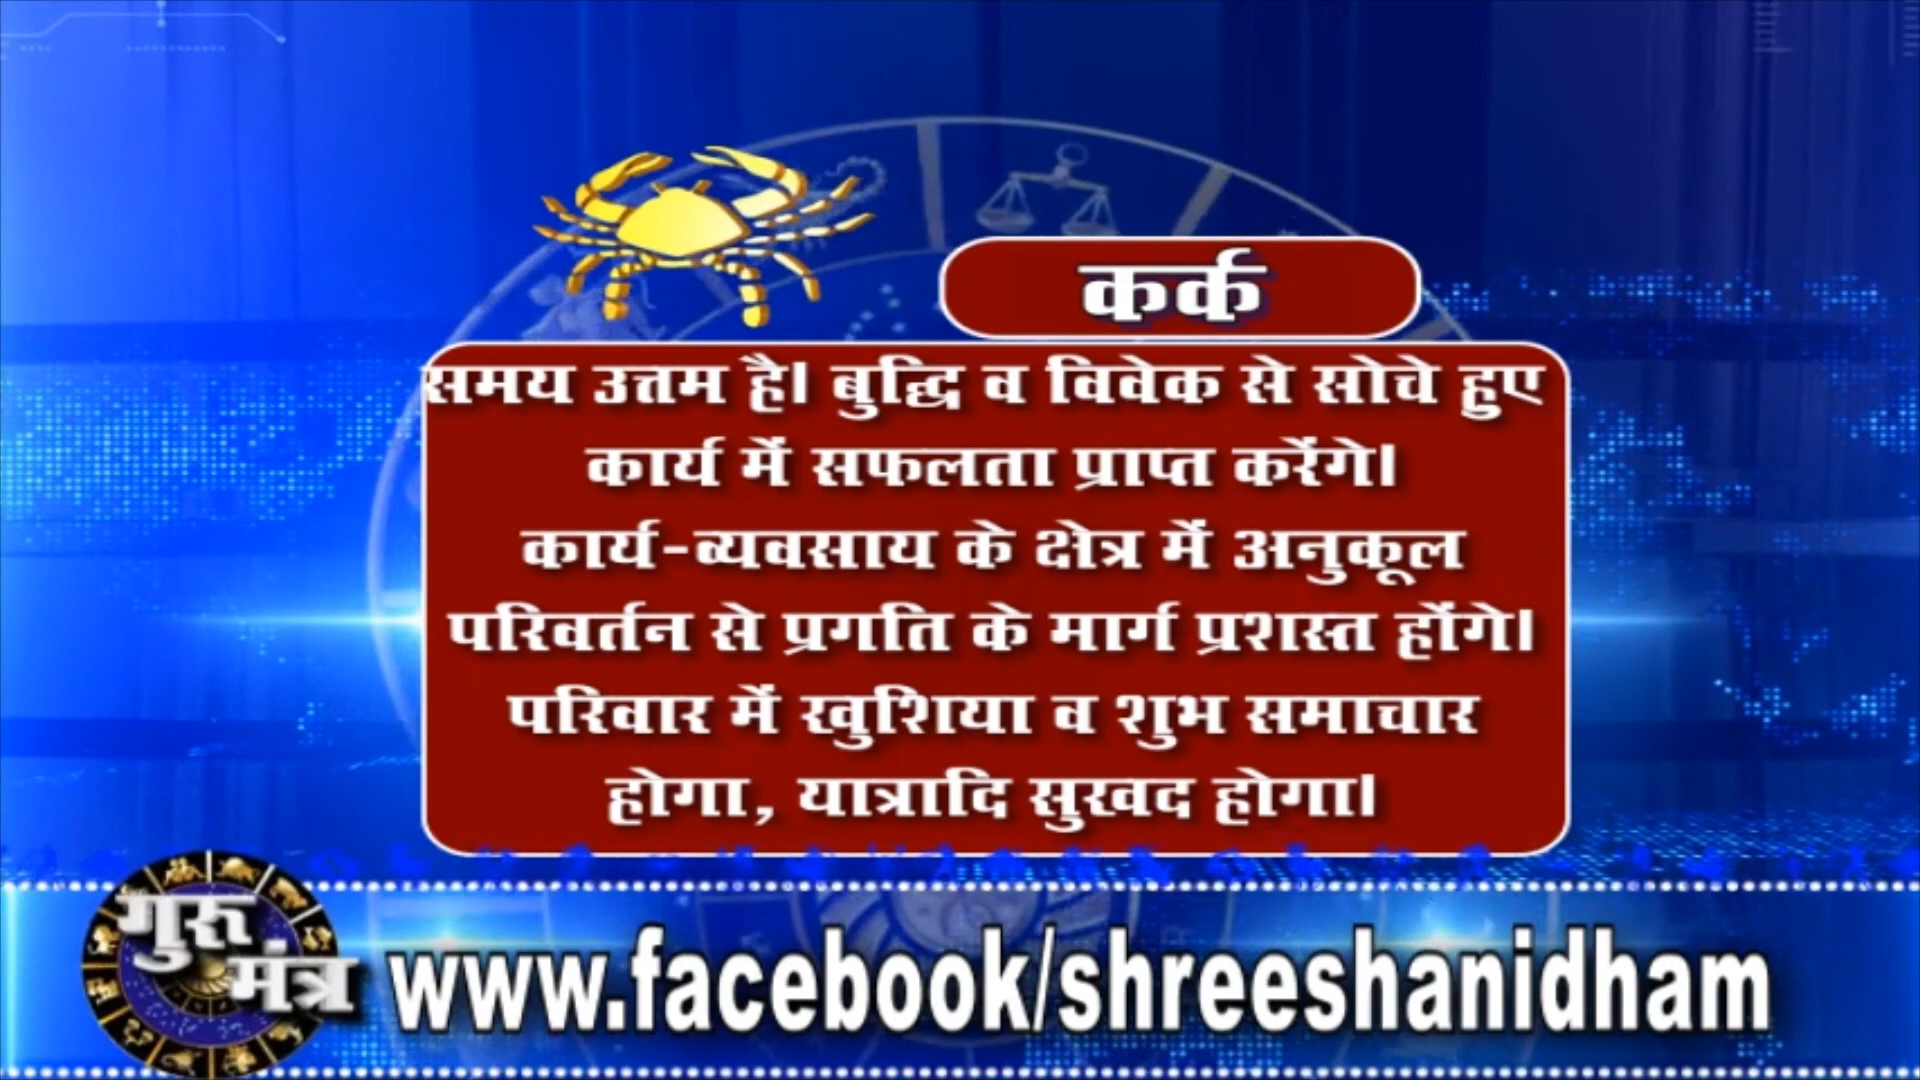 कर्क
समय उत्तम है। बुद्धि व विवेक से सोचे हुए
कार्य में सफलता प्राप्त करेंगे।
कार्य-व्यवसाय के क्षेत्र में अनुकूल
परिवर्तन से प्रगति के मार्ग प्रशस्त होंगे।
परिवार में खुशिया व शुभ समाचार
होगा, यात्रादि सुखद होगा।
गुरू
मंत्र
www.facebook/shreeshanidham